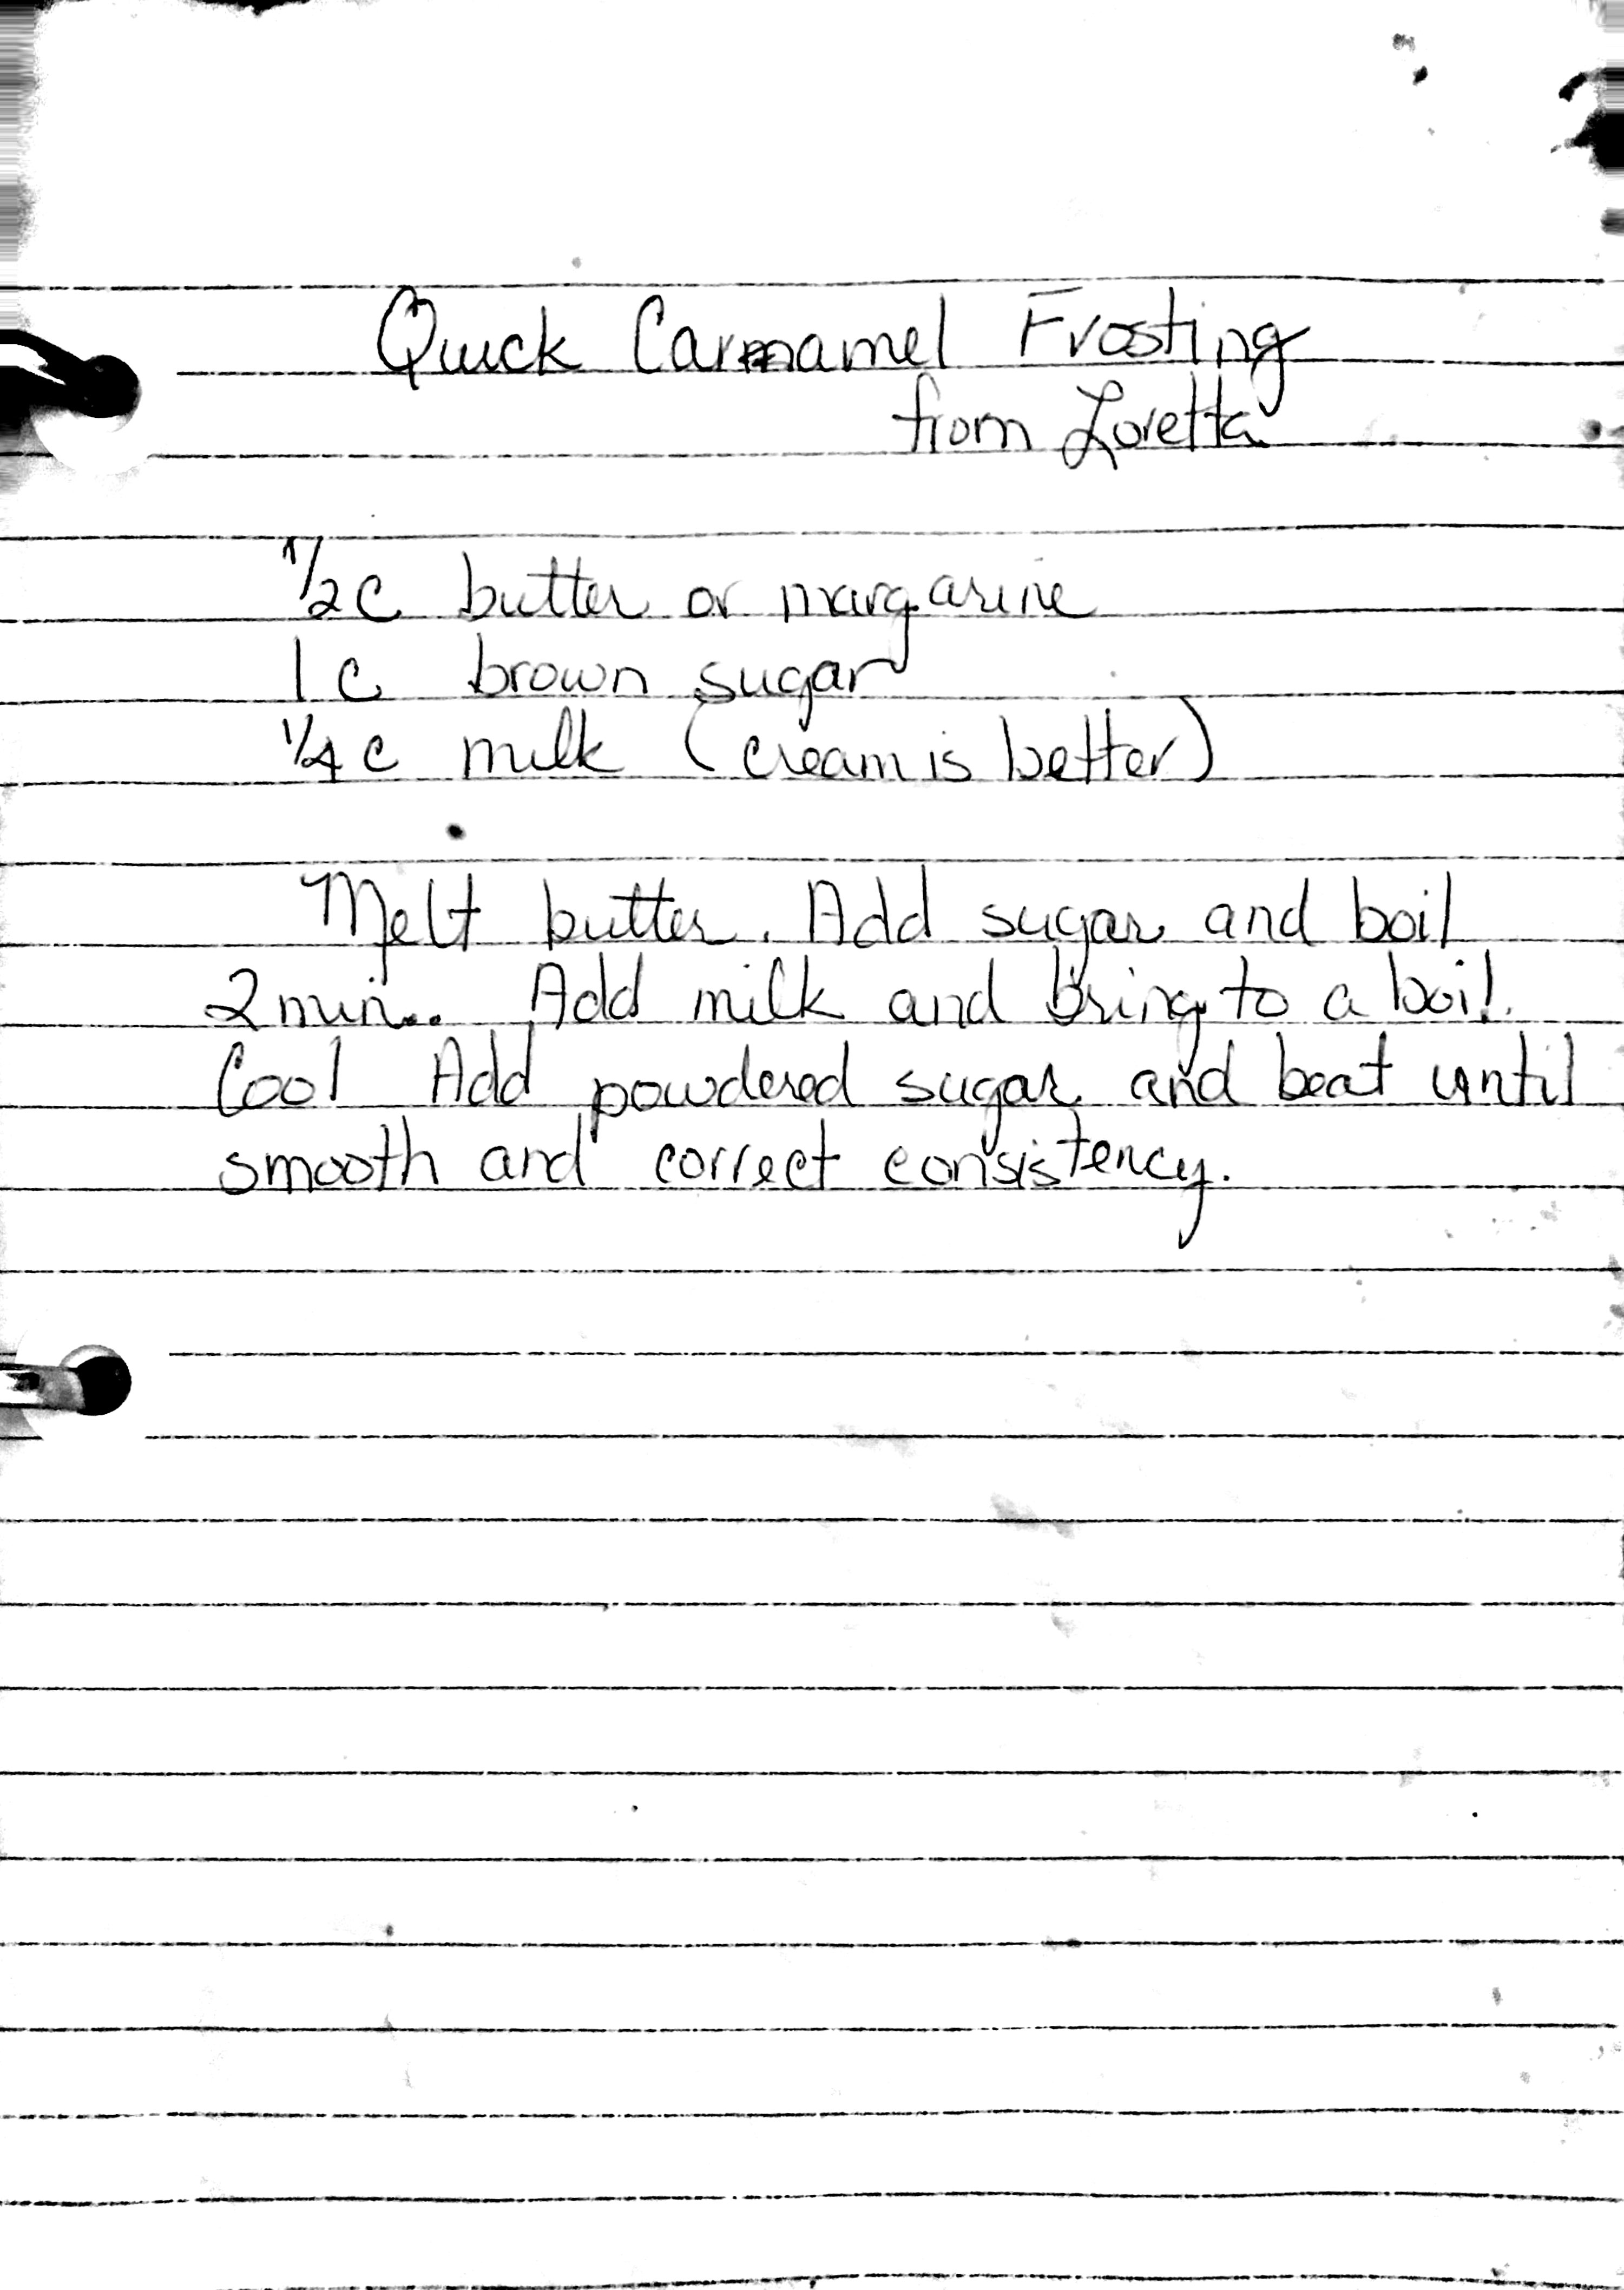 Quick Carmamel Frosting
from Loretta
1/2 c butter or margarine
1 c brown sugar
1/4 c milk (cream is better)
Melt butter. Add sugar and boil
2 min.. Add milk and bring to a boil.
Cool Add powdered sugar and beat until
smooth and correct consistency.